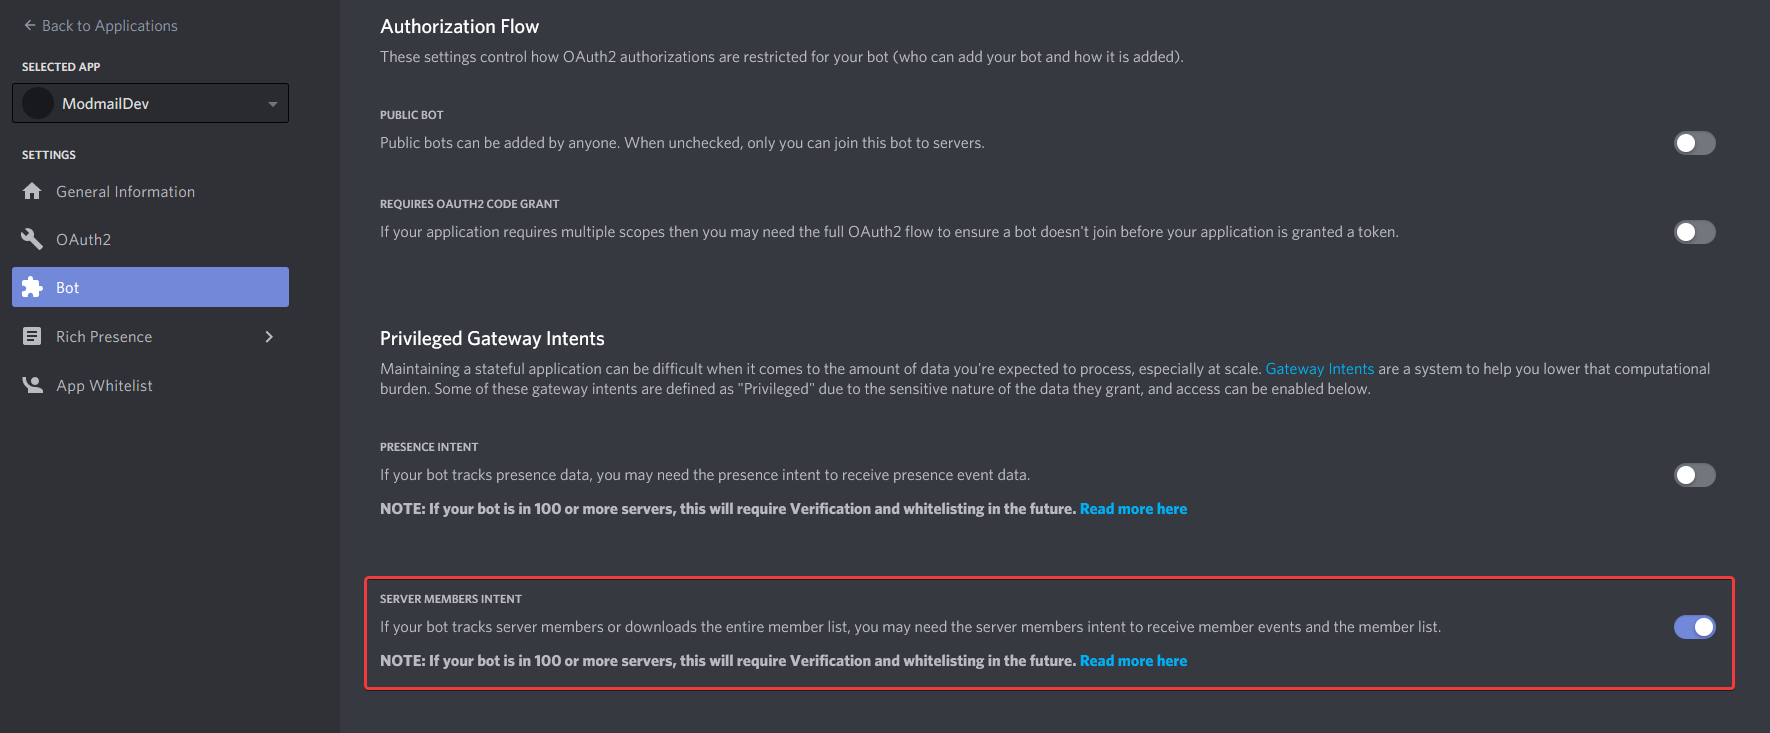 Back to Applications
SELECTED APP
ModmailDev
SETTINGS
General Information
OAuth2
Bot
Rich Presence
App Whitelist
Authorization Flow
These settings control how OAuth2 authorizations are restricted for your bot (who can add your bot and how it is added).
PUBLIC BOT
Public bots can be added by anyone. When unchecked, only you can join this bot to servers.
REQUIRES OAUTH2 CODE GRANT
If your application requires multiple scopes then you may need the full OAuth2 flow to ensure a bot doesn't join before your application is granted a token.
Privileged Gateway Intents
Maintaining a stateful application can be difficult when it comes to the amount of data you're expected to process, especially at scale. Gateway Intents are a system to help you lower that computational
burden. Some of these gateway intents are defined as "Privileged" due to the sensitive nature of the data they grant, and access can be enabled below.
PRESENCE INTENT
If your bot tracks presence data, you may need the presence intent to receive presence event data.
NOTE: If your bot is in 100 or more servers, this will require Verification and whitelisting in the future. Read more here
SERVER MEMBERS INTENT
If your bot tracks server members or downloads the entire member list, you may need the server members intent to receive member events and the member list.
NOTE: If your bot is in 100 or more servers, this will require Verification and whitelisting in the future. Read more here